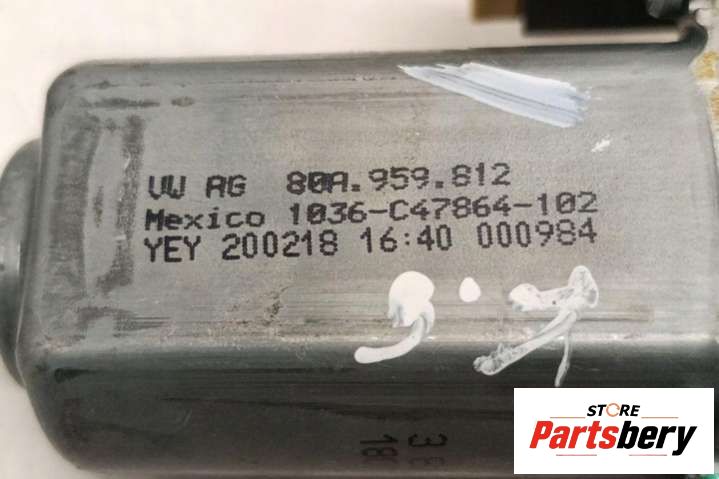 VW AG 80A.959.812
Mexico 1036-C47864-102
YEY 200218 16:40 000984
STORE
Partsbery